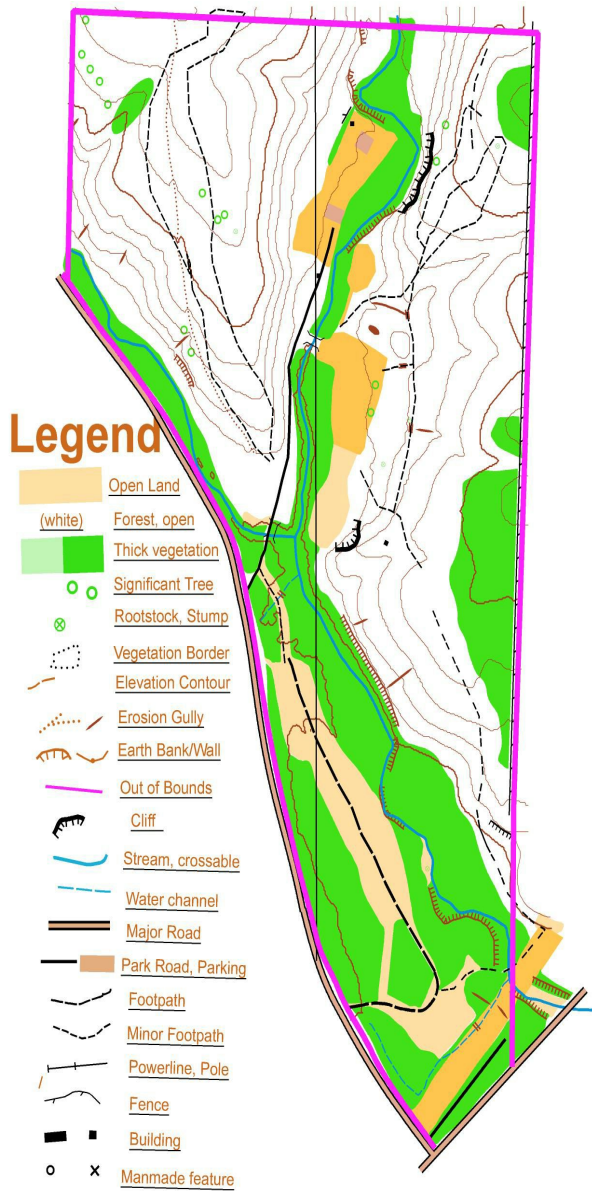 Legend
Open Land
(white) Forest, open
Thick vegetation
Significant Tree
Rootstock, Stump
Vegetation Border
Elevation Contour
Erosion Gully
Earth Bank/Wall
Out of Bounds
Cliff
Stream, crossable
Water channel
Major Road
Park Road, Parking
Footpath
Minor Footpath
Powerline, Pole
Fence
Building
Manmade feature